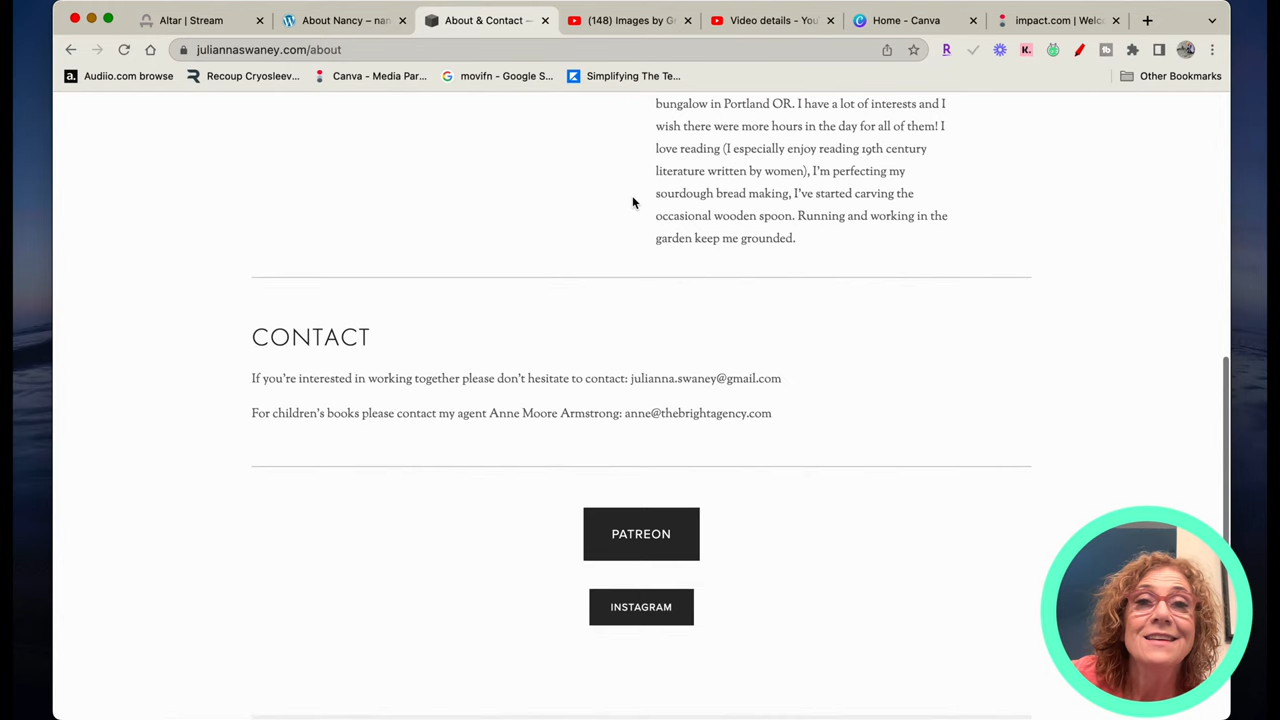 Altar | Stream
About Nancy – nan
About & Contact —
(148) Images by Gr
Video details - You
Home - Canva
impact.com | Welc
juliannaswaney.com/about
a. Audiio.com browse
Recoup Cryosleev...
Canva - Media Par...
movifn - Google S...
Simplifying The Te...
Other Bookmarks
bungalow in Portland OR. I have a lot of interests and I
wish there were more hours in the day for all of them! I
love reading (I especially enjoy reading 19th century
literature written by women), I'm perfecting my
sourdough bread making, I've started carving the
occasional wooden spoon. Running and working in the
garden keep me grounded.
CONTACT
If you're interested in working together please don't hesitate to contact: julianna.swaney@gmail.com
For children's books please contact my agent Anne Moore Armstrong: anne@thebrightagency.com
PATREON
INSTAGRAM